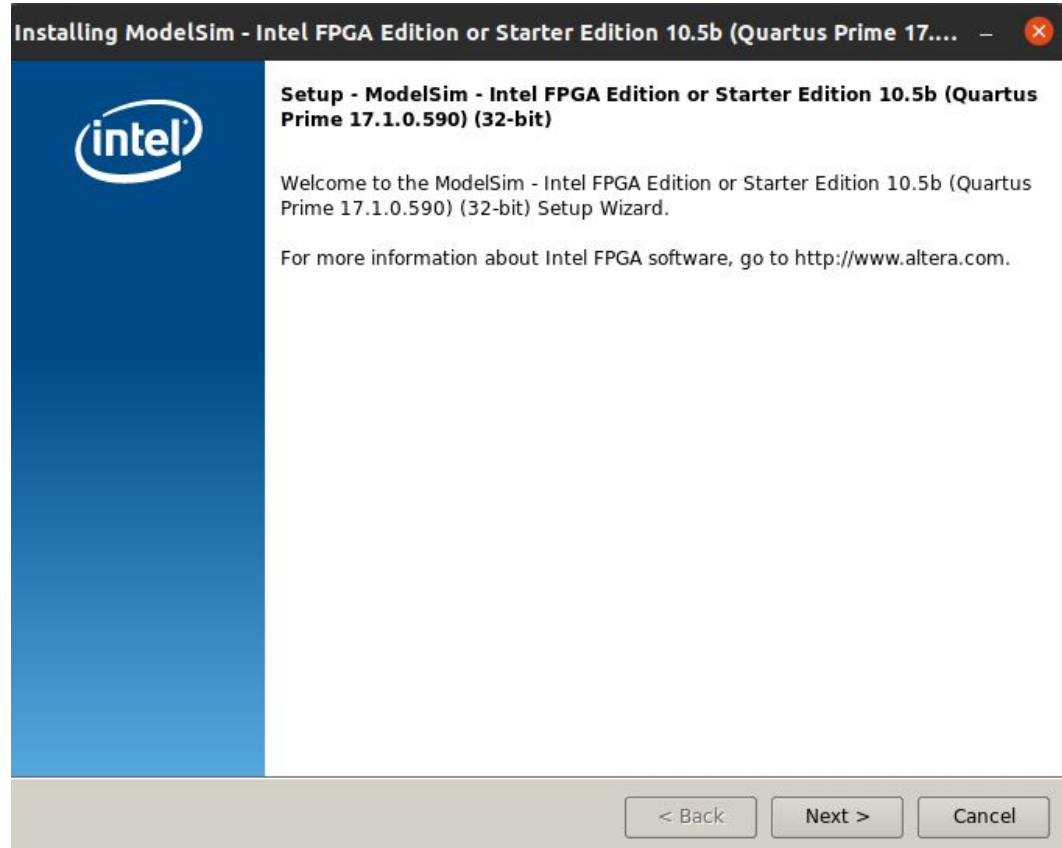 Installing ModelSim - Intel FPGA Edition or Starter Edition 10.5b (Quartus Prime 17....
intel
Setup - ModelSim - Intel FPGA Edition or Starter Edition 10.5b (Quartus
Prime 17.1.0.590) (32-bit)
Welcome to the ModelSim - Intel FPGA Edition or Starter Edition 10.5b (Quartus
Prime 17.1.0.590) (32-bit) Setup Wizard.
For more information about Intel FPGA software, go to http://www.altera.com.
< Back Next > Cancel